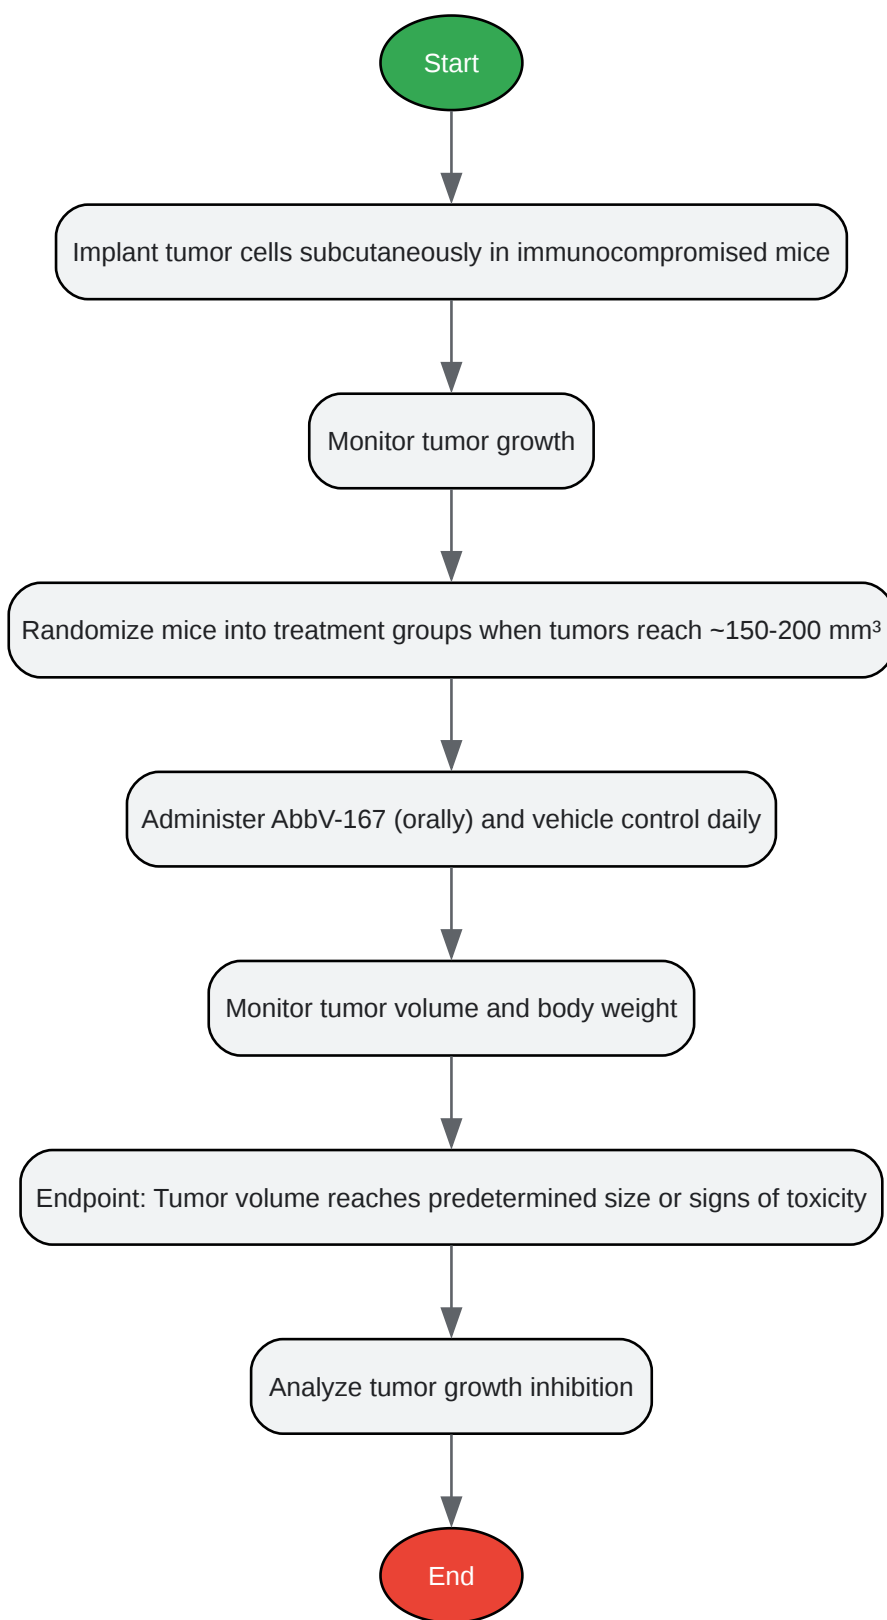 Start
Implant tumor cells subcutaneously in immunocompromised mice
Monitor tumor growth
Randomize mice into treatment groups when tumors reach ~150-200 mm³
Administer AbbV-167 (orally) and vehicle control daily
Monitor tumor volume and body weight
Endpoint: Tumor volume reaches predetermined size or signs of toxicity
Analyze tumor growth inhibition
End